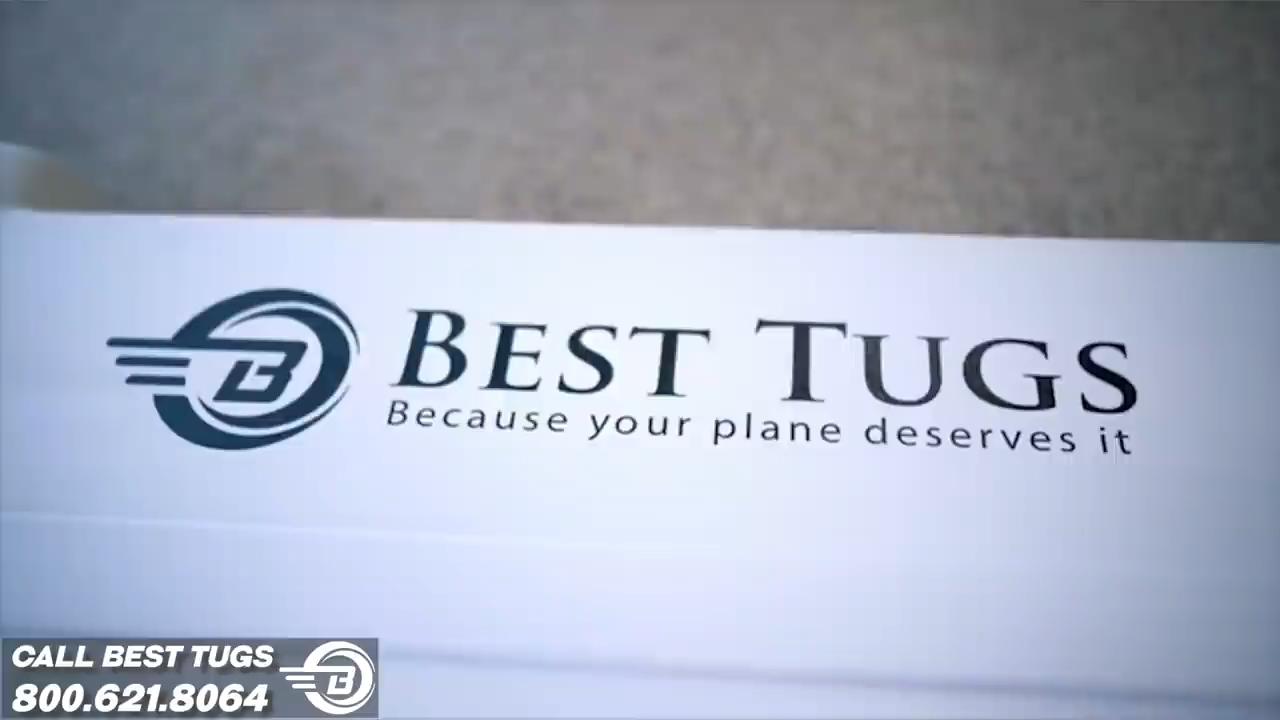 BEST TUGS
Because your plane deserves it
CALL BEST TUGS
800.621.8064